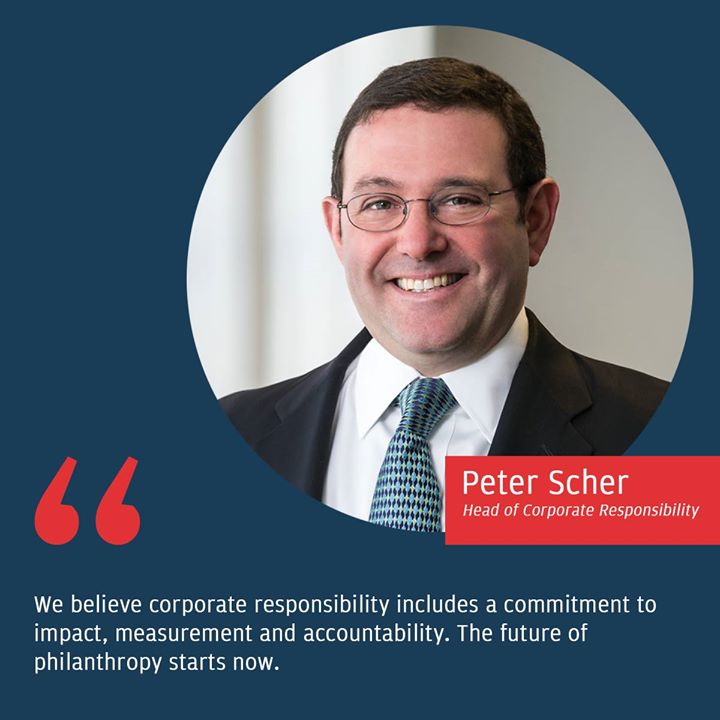 Peter Scher
Head of Corporate Responsibility
We believe corporate responsibility includes a commitment to
impact, measurement and accountability. The future of
philanthropy starts now.